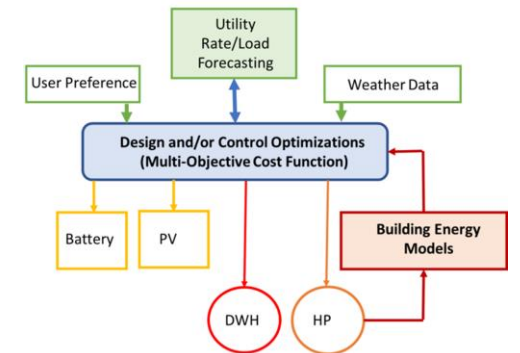 Utility
Rate/Load
Forecasting
User Preference
Weather Data
Design and/or Control Optimizations
(Multi-Objective Cost Function)
Battery
PV
Building Energy
Models
DWH
HP